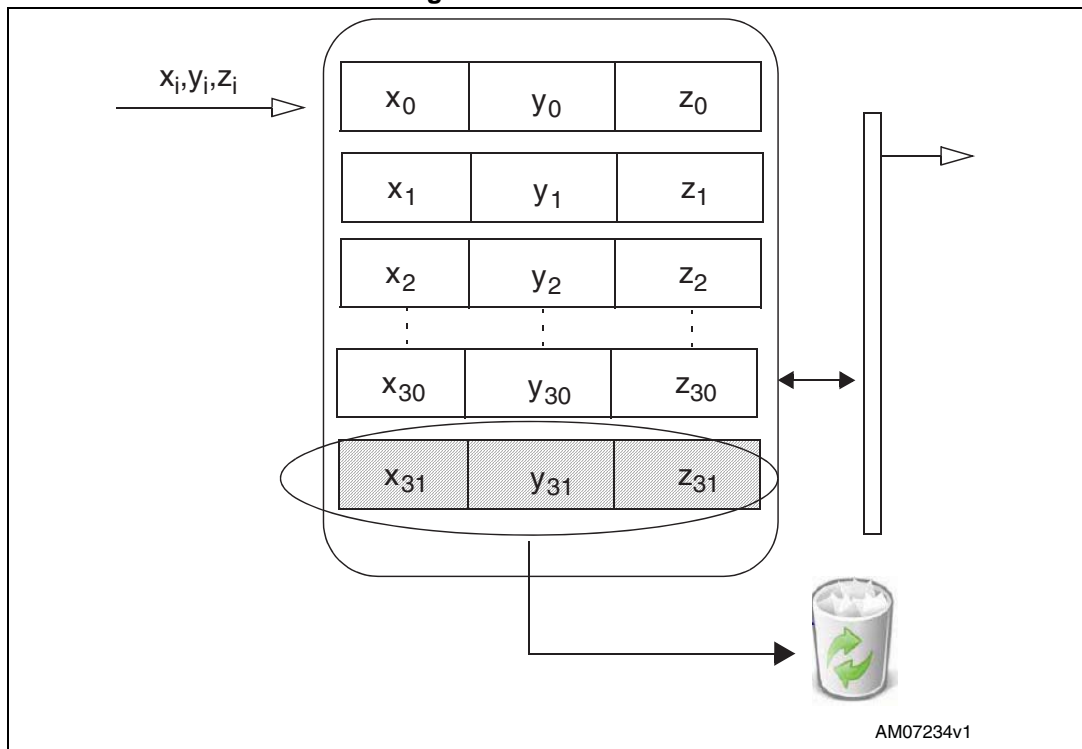 xᵢ,yᵢ,zᵢ
x₀ y₀ z₀
x₁ y₁ z₁
x₂ y₂ z₂
x₃₀ y₃₀ z₃₀
x₃₁ y₃₁ z₃₁
AM07234v1